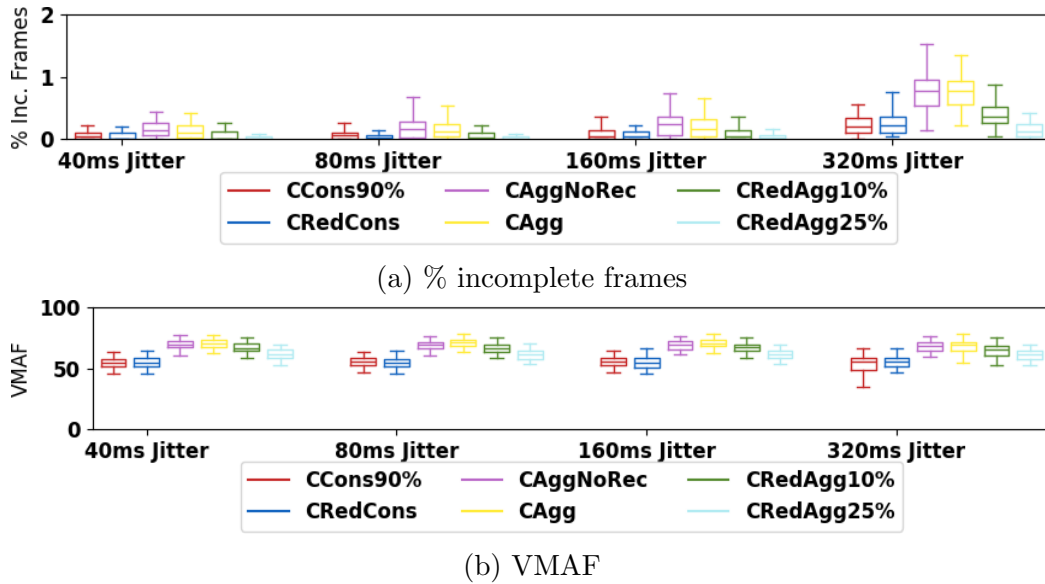 2
% Inc. Frames
1
0
40ms Jitter 80ms Jitter 160ms Jitter 320ms Jitter
CCons90% CAggNoRec CRedAgg10%
CRedCons CAgg CRedAgg25%
(a) % incomplete frames
100
VMAF
50
0
40ms Jitter 80ms Jitter 160ms Jitter 320ms Jitter
CCons90% CAggNoRec CRedAgg10%
CRedCons CAgg CRedAgg25%
(b) VMAF